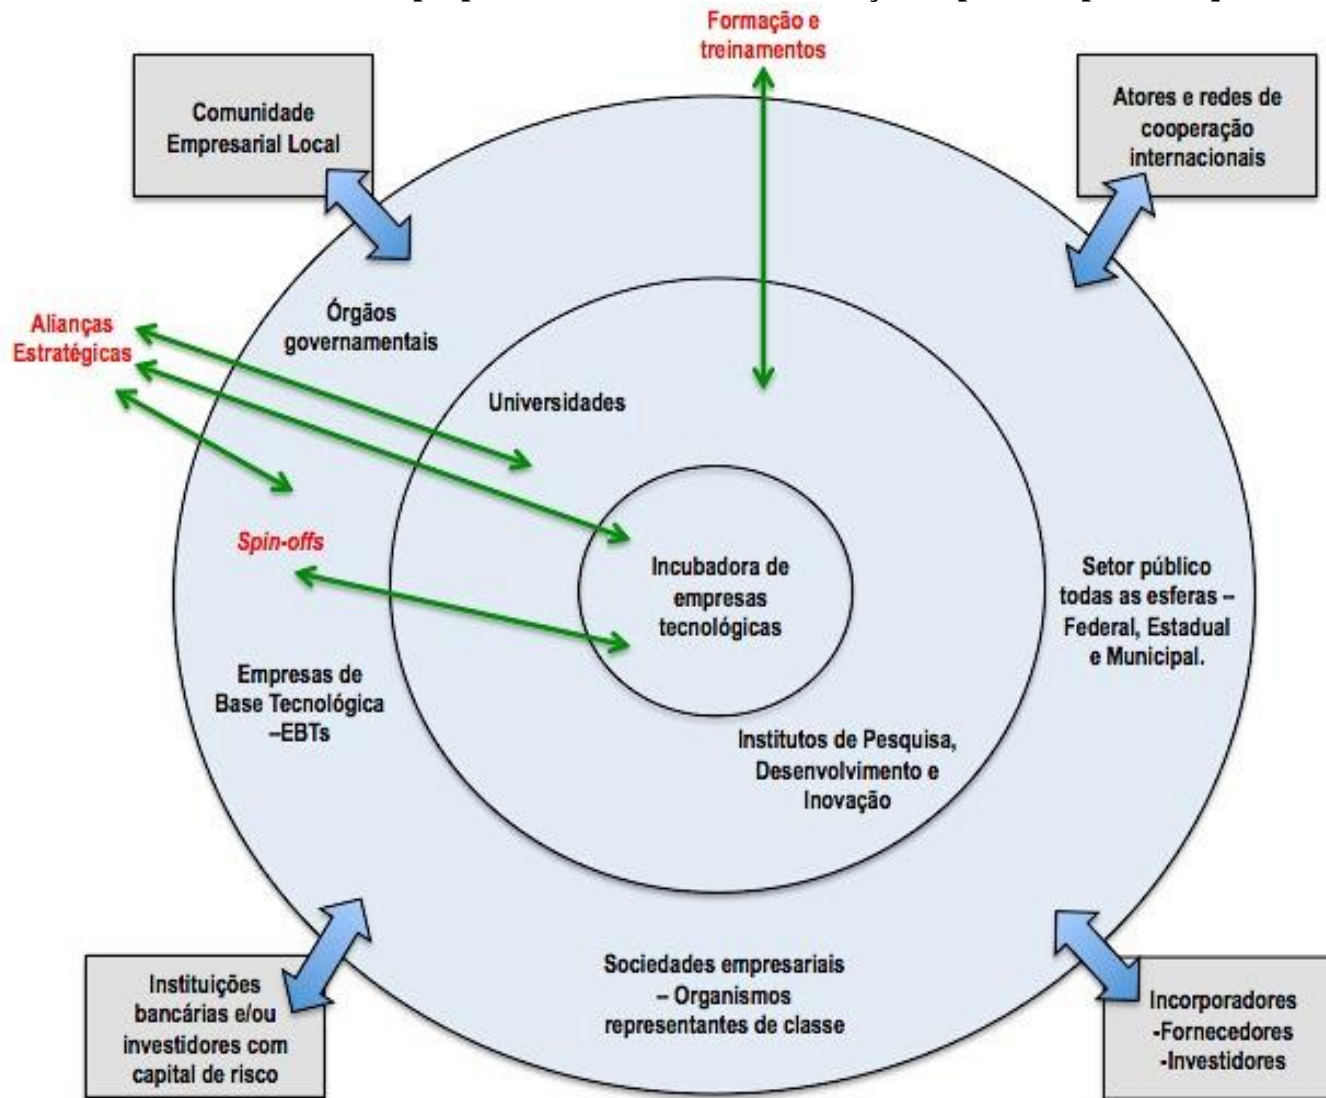 Formação e
treinamentos
Comunidade
Empresarial Local
Atores e redes de
cooperação
internacionais
Alianças
Estratégicas
Órgãos
governamentais
Universidades
Spin-offs
Incubadora de
empresas
tecnológicas
Setor público
todas as esferas –
Federal, Estadual
e Municipal.
Empresas de
Base Tecnológica
–EBTs
Institutos de Pesquisa,
Desenvolvimento e
Inovação
Sociedades empresariais
– Organismos
representantes de classe
Instituições
bancárias e/ou
investidores com
capital de risco
Incorporadores
-Fornecedores
-Investidores